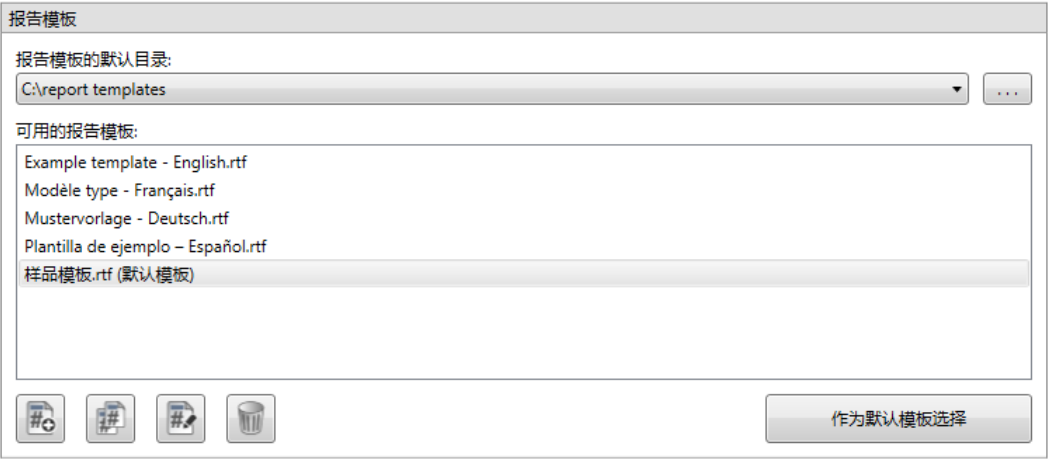 报告模板
报告模板的默认目录:
C:\report templates
...
可用的报告模板:
Example template - English.rtf
Modèle type - Français.rtf
Mustervorlage - Deutsch.rtf
Plantilla de ejemplo – Español.rtf
样品模板.rtf (默认模板)
作为默认模板选择